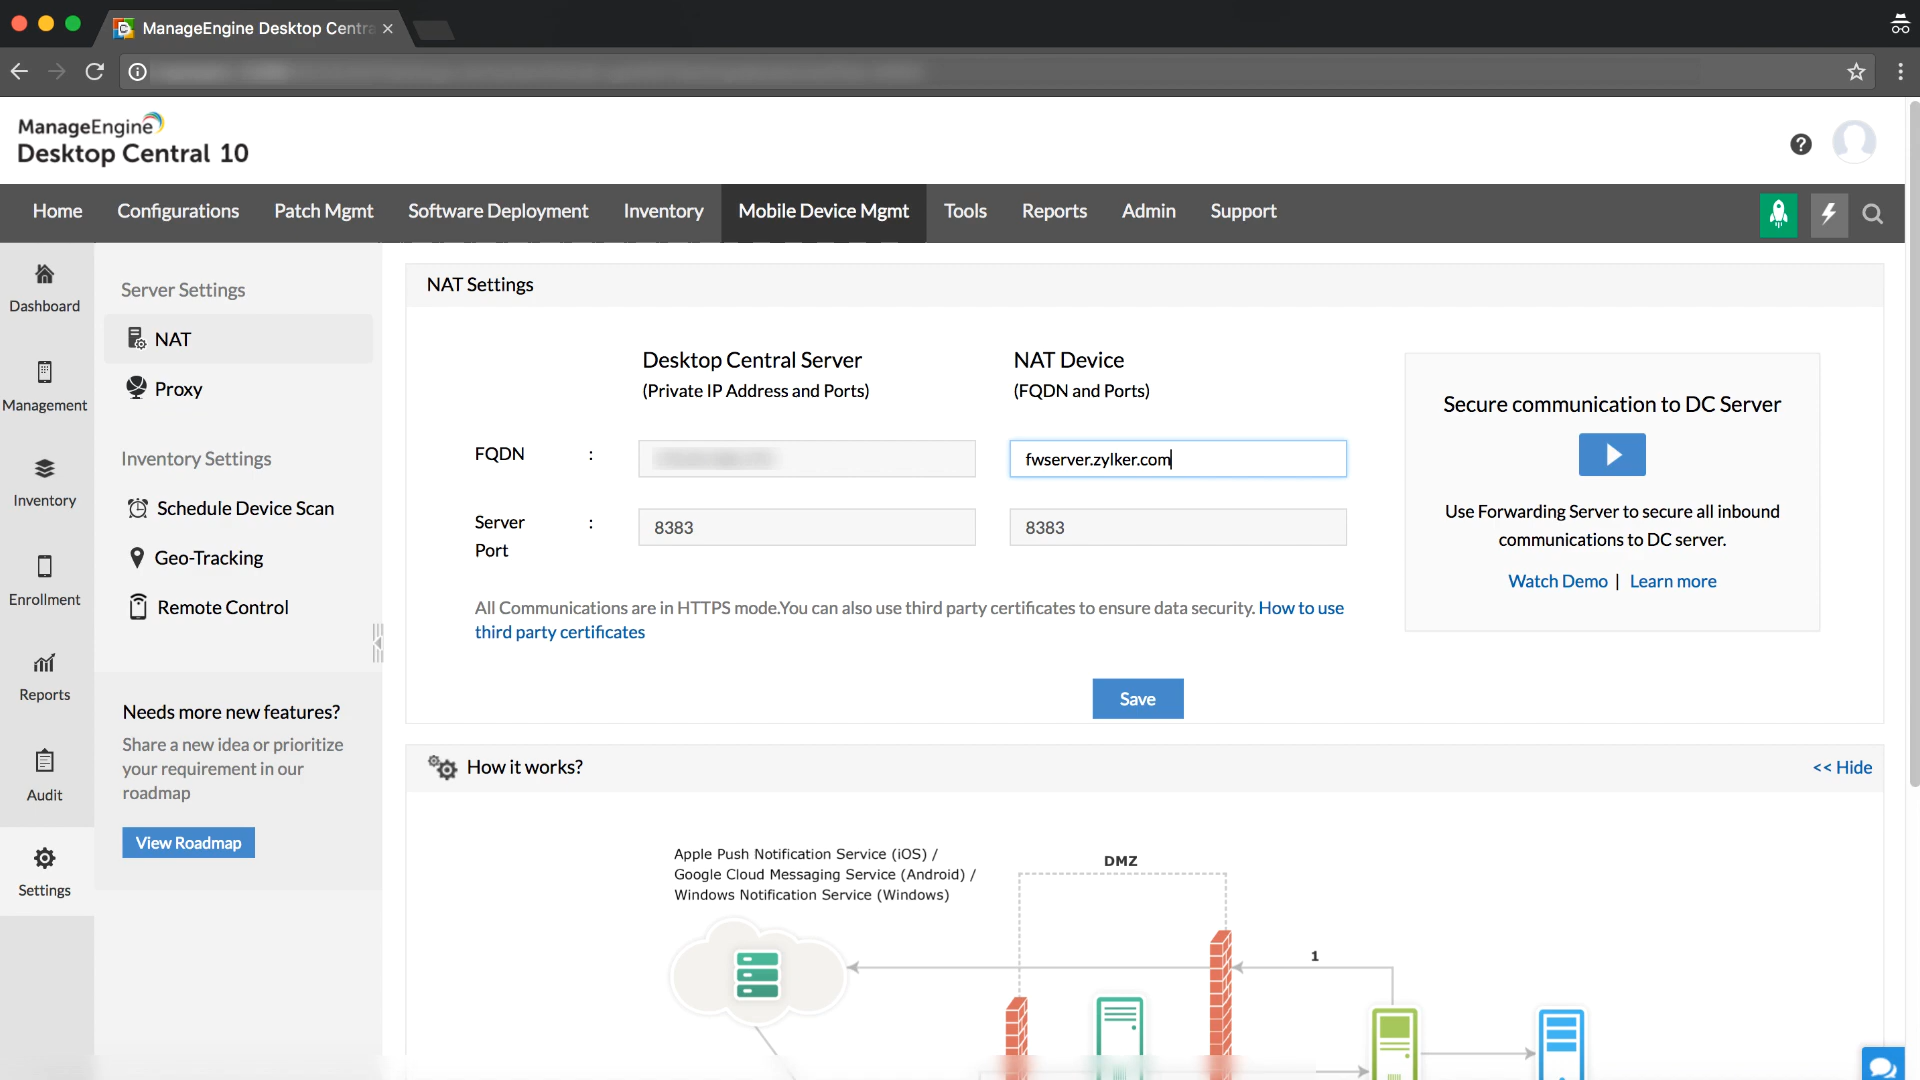 ManageEngine Desktop Centra
ManageEngine
Desktop Central 10
Home Configurations Patch Mgmt Software Deployment Inventory Mobile Device Mgmt Tools Reports Admin Support
Dashboard
Management
Inventory
Enrollment
Reports
Audit
Settings
Server Settings
NAT
Proxy
Inventory Settings
Schedule Device Scan
Geo-Tracking
Remote Control
Needs more new features?
Share a new idea or prioritize
your requirement in our
roadmap
View Roadmap
NAT Settings
Desktop Central Server
(Private IP Address and Ports)
NAT Device
(FQDN and Ports)
FQDN : fwserver.zylker.com
Server
Port : 8383 8383
All Communications are in HTTPS mode.You can also use third party certificates to ensure data security. How to use
third party certificates
Save
Secure communication to DC Server
Use Forwarding Server to secure all inbound
communications to DC server.
Watch Demo | Learn more
How it works?
<< Hide
Apple Push Notification Service (iOS) /
Google Cloud Messaging Service (Android) /
Windows Notification Service (Windows)
DMZ
1